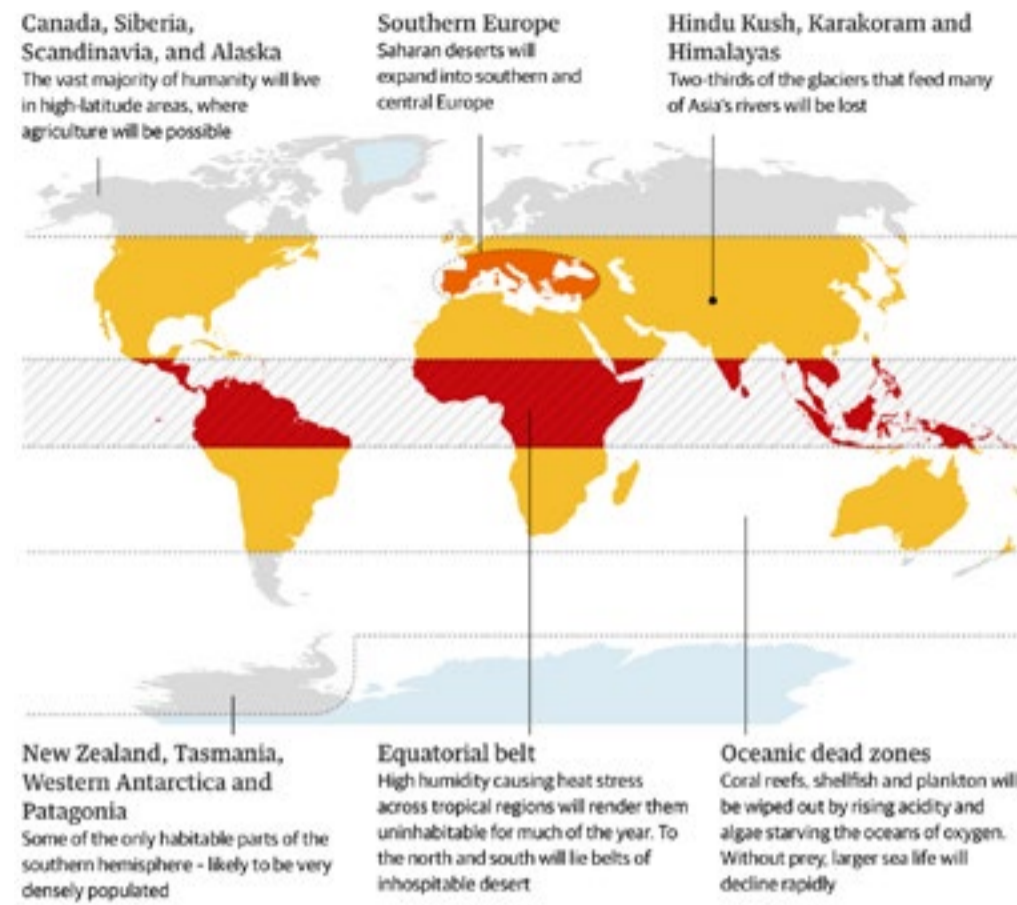 Canada, Siberia,
Scandinavia, and Alaska
The vast majority of humanity will live
in high-latitude areas, where
agriculture will be possible
Southern Europe
Saharan deserts will
expand into southern and
central Europe
Hindu Kush, Karakoram and
Himalayas
Two-thirds of the glaciers that feed many
of Asia's rivers will be lost
New Zealand, Tasmania,
Western Antarctica and
Patagonia
Some of the only habitable parts of the
southern hemisphere – likely to be very
densely populated
Equatorial belt
High humidity causing heat stress
across tropical regions will render them
uninhabitable for much of the year. To
the north and south will lie belts of
inhospitable desert
Oceanic dead zones
Coral reefs, shellfish and plankton will
be wiped out by rising acidity and
algae starving the oceans of oxygen.
Without prey, larger sea life will
decline rapidly